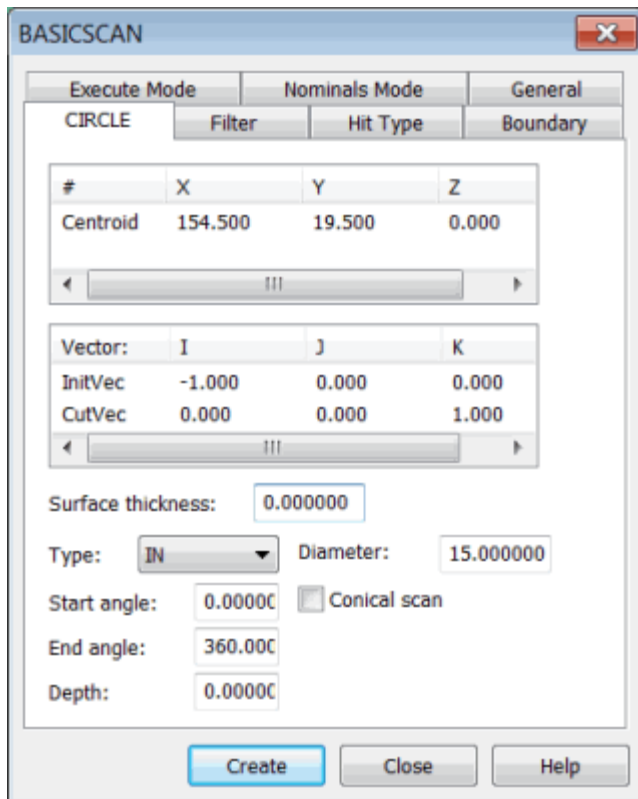 BASICSCAN
Execute Mode Nominals Mode General
CIRCLE Filter Hit Type Boundary
# X Y Z
Centroid 154.500 19.500 0.000
Vector: I J K
InitVec -1.000 0.000 0.000
CutVec 0.000 0.000 1.000
Surface thickness: 0.000000
Type: IN Diameter: 15.000000
Start angle: 0.00000 Conical scan
End angle: 360.000
Depth: 0.00000
Create Close Help